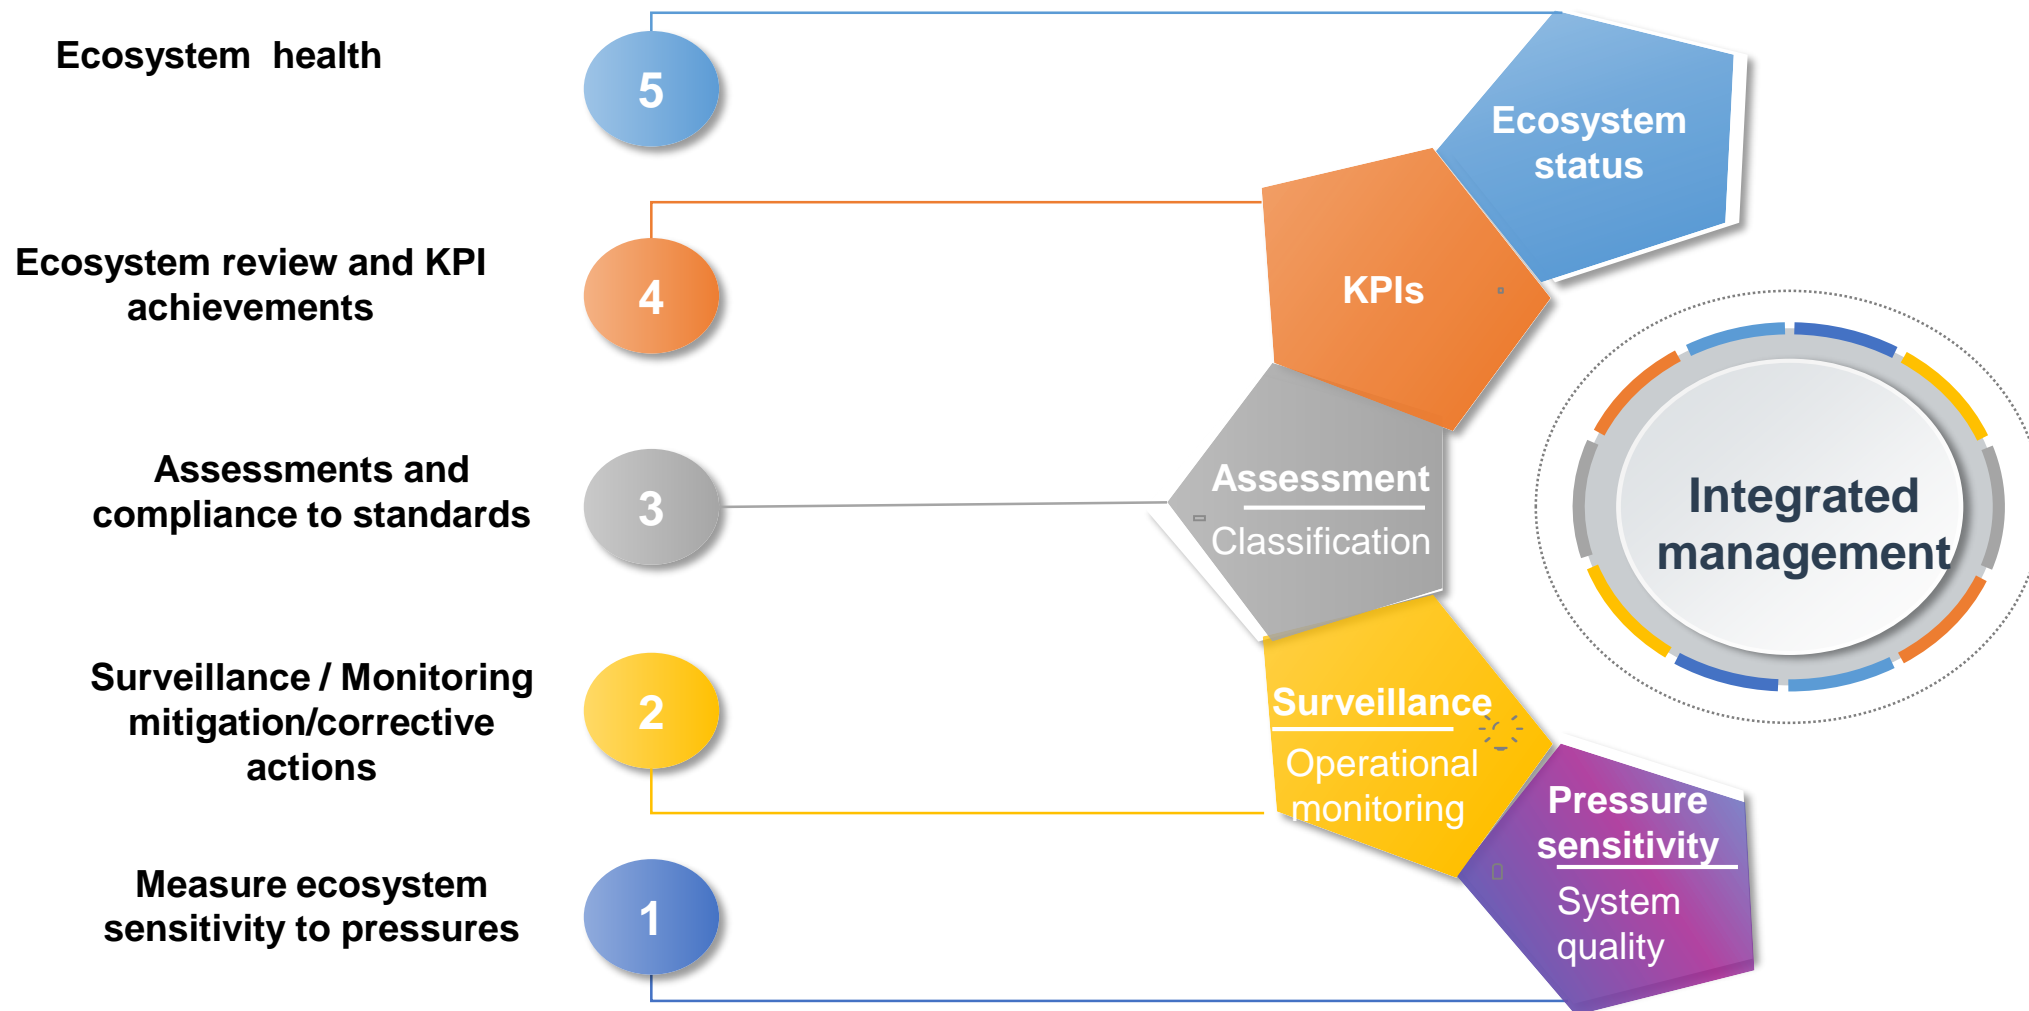 Ecosystem health
5
Ecosystem
status
Ecosystem review and KPI
achievements
4
KPIs
Assessments and
compliance to standards
3
Assessment
Classification
Integrated
management
Surveillance / Monitoring
mitigation/corrective
actions
2
Surveillance
Operational
monitoring
Measure ecosystem
sensitivity to pressures
1
Pressure
sensitivity
System
quality